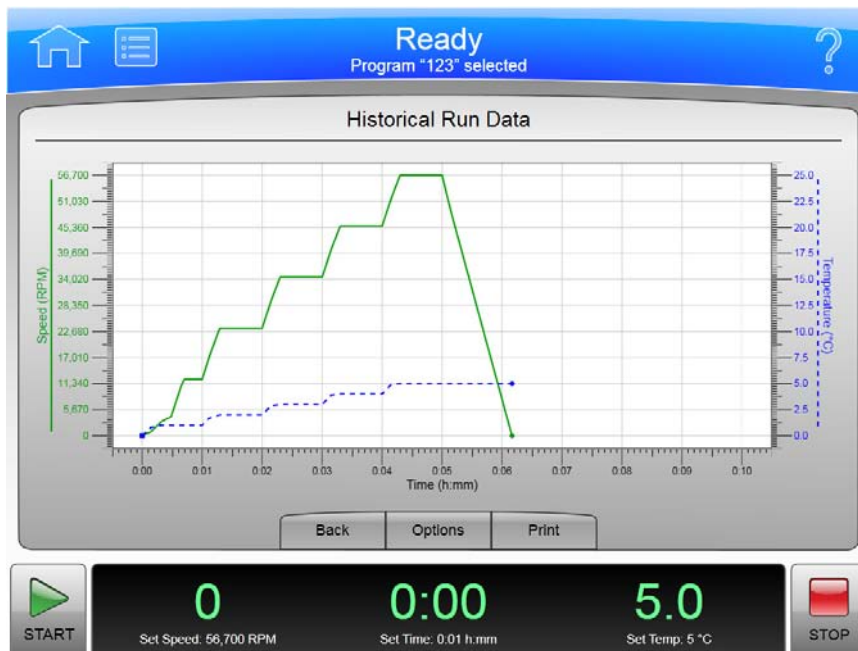 Ready
Program "123" selected
Historical Run Data
Speed (RPM)
56,700
51,030
45,360
39,690
34,020
28,350
22,680
17,010
11,340
5,670
0
25.0
22.5
20.0
17.5
15.0
12.5
10.0
7.5
5.0
2.5
0.0
Temperature (°C)
0:00 0:01 0:02 0:03 0:04 0:05 0:06 0:07 0:08 0:09 0:10
Time (h:mm)
Back Options Print
START
0
Set Speed: 56,700 RPM
0:00
Set Time: 0:01 h:mm
5.0
Set Temp: 5 °C
STOP